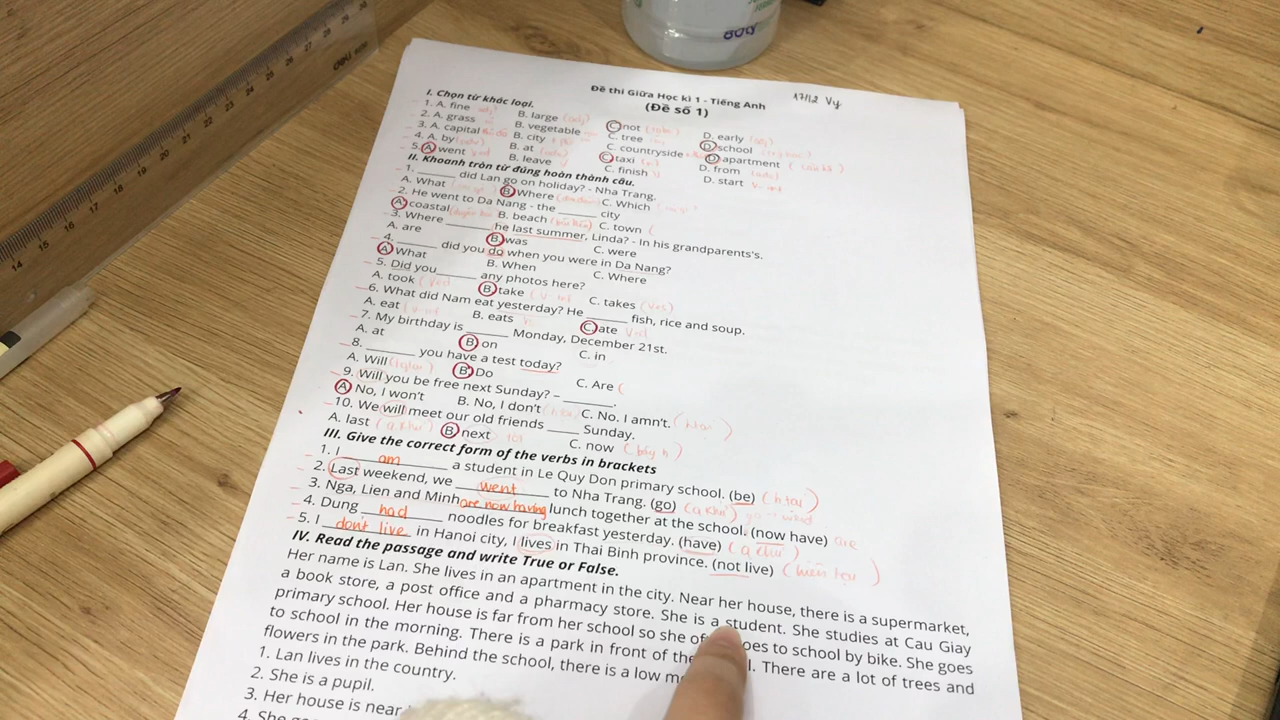 Đề thi Giữa Học kì 1 - Tiếng Anh
17/12 Vy
(Đề số 1)
I. Chọn từ khác loại.
1. A. fine B. large C. not D. early
2. A. grass B. vegetable C. tree D. school
3. A. capital B. city C. countryside D. apartment
4. A. by B. at C. taxi D. from
5. A. went B. leave C. finish D. start
II. Khoanh tròn từ đúng hoàn thành câu.
1. ______ did Lan go on holiday? - Nha Trang.
A. What B. Where C. Which
2. He went to Da Nang - the ______ city
A. coastal B. beach C. town
3. Where ______ he last summer, Linda? - In his grandparents's.
A. are B. was C. were
4. ______ did you do when you were in Da Nang?
A. What B. When C. Where
5. Did you ______ any photos here?
A. took B. take C. takes
6. What did Nam eat yesterday? He ______ fish, rice and soup.
A. eat B. eats C. ate
7. My birthday is ______ Monday, December 21st.
A. at B. on C. in
8. ______ you have a test today?
A. Will B. Do C. Are
9. Will you be free next Sunday? – ______.
A. No, I won't B. No, I don't C. No. I amn't.
10. We will meet our old friends ______ Sunday.
A. last B. next C. now
III. Give the correct form of the verbs in brackets
1. I am a student in Le Quy Don primary school. (be)
2. Last weekend, we went to Nha Trang. (go)
3. Nga, Lien and Minh are now having lunch together at the school. (now have) are
4. Dung had noodles for breakfast yesterday. (have)
5. I don't live in Hanoi city, I lives in Thai Binh province. (not live)
IV. Read the passage and write True or False.
Her name is Lan. She lives in an apartment in the city. Near her house, there is a supermarket,
a book store, a post office and a pharmacy store. She is a student. She studies at Cau Giay
primary school. Her house is far from her school so she goes to school by bike. She goes
to school in the morning. There is a park in front of the There are a lot of trees and
flowers in the park. Behind the school, there is a low
1. Lan lives in the country.
2. She is a pupil.
3. Her house is near
4. She
deli